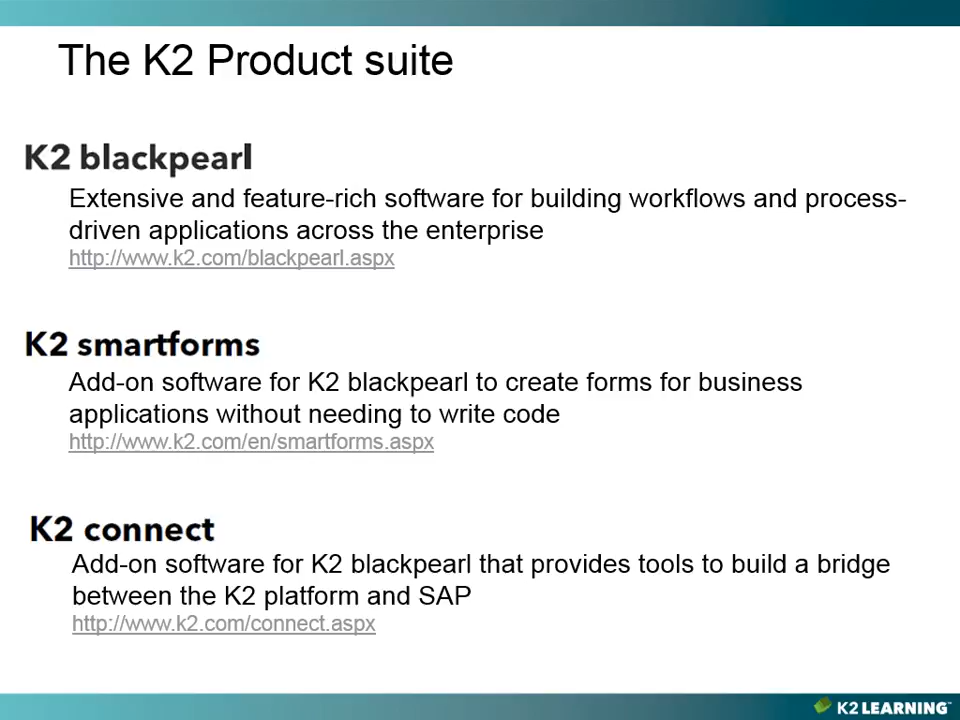 The K2 Product suite
K2 blackpearl
Extensive and feature-rich software for building workflows and process-
driven applications across the enterprise
http://www.k2.com/blackpearl.aspx
K2 smartforms
Add-on software for K2 blackpearl to create forms for business
applications without needing to write code
http://www.k2.com/en/smartforms.aspx
K2 connect
Add-on software for K2 blackpearl that provides tools to build a bridge
between the K2 platform and SAP
http://www.k2.com/connect.aspx
K2 LEARNING™